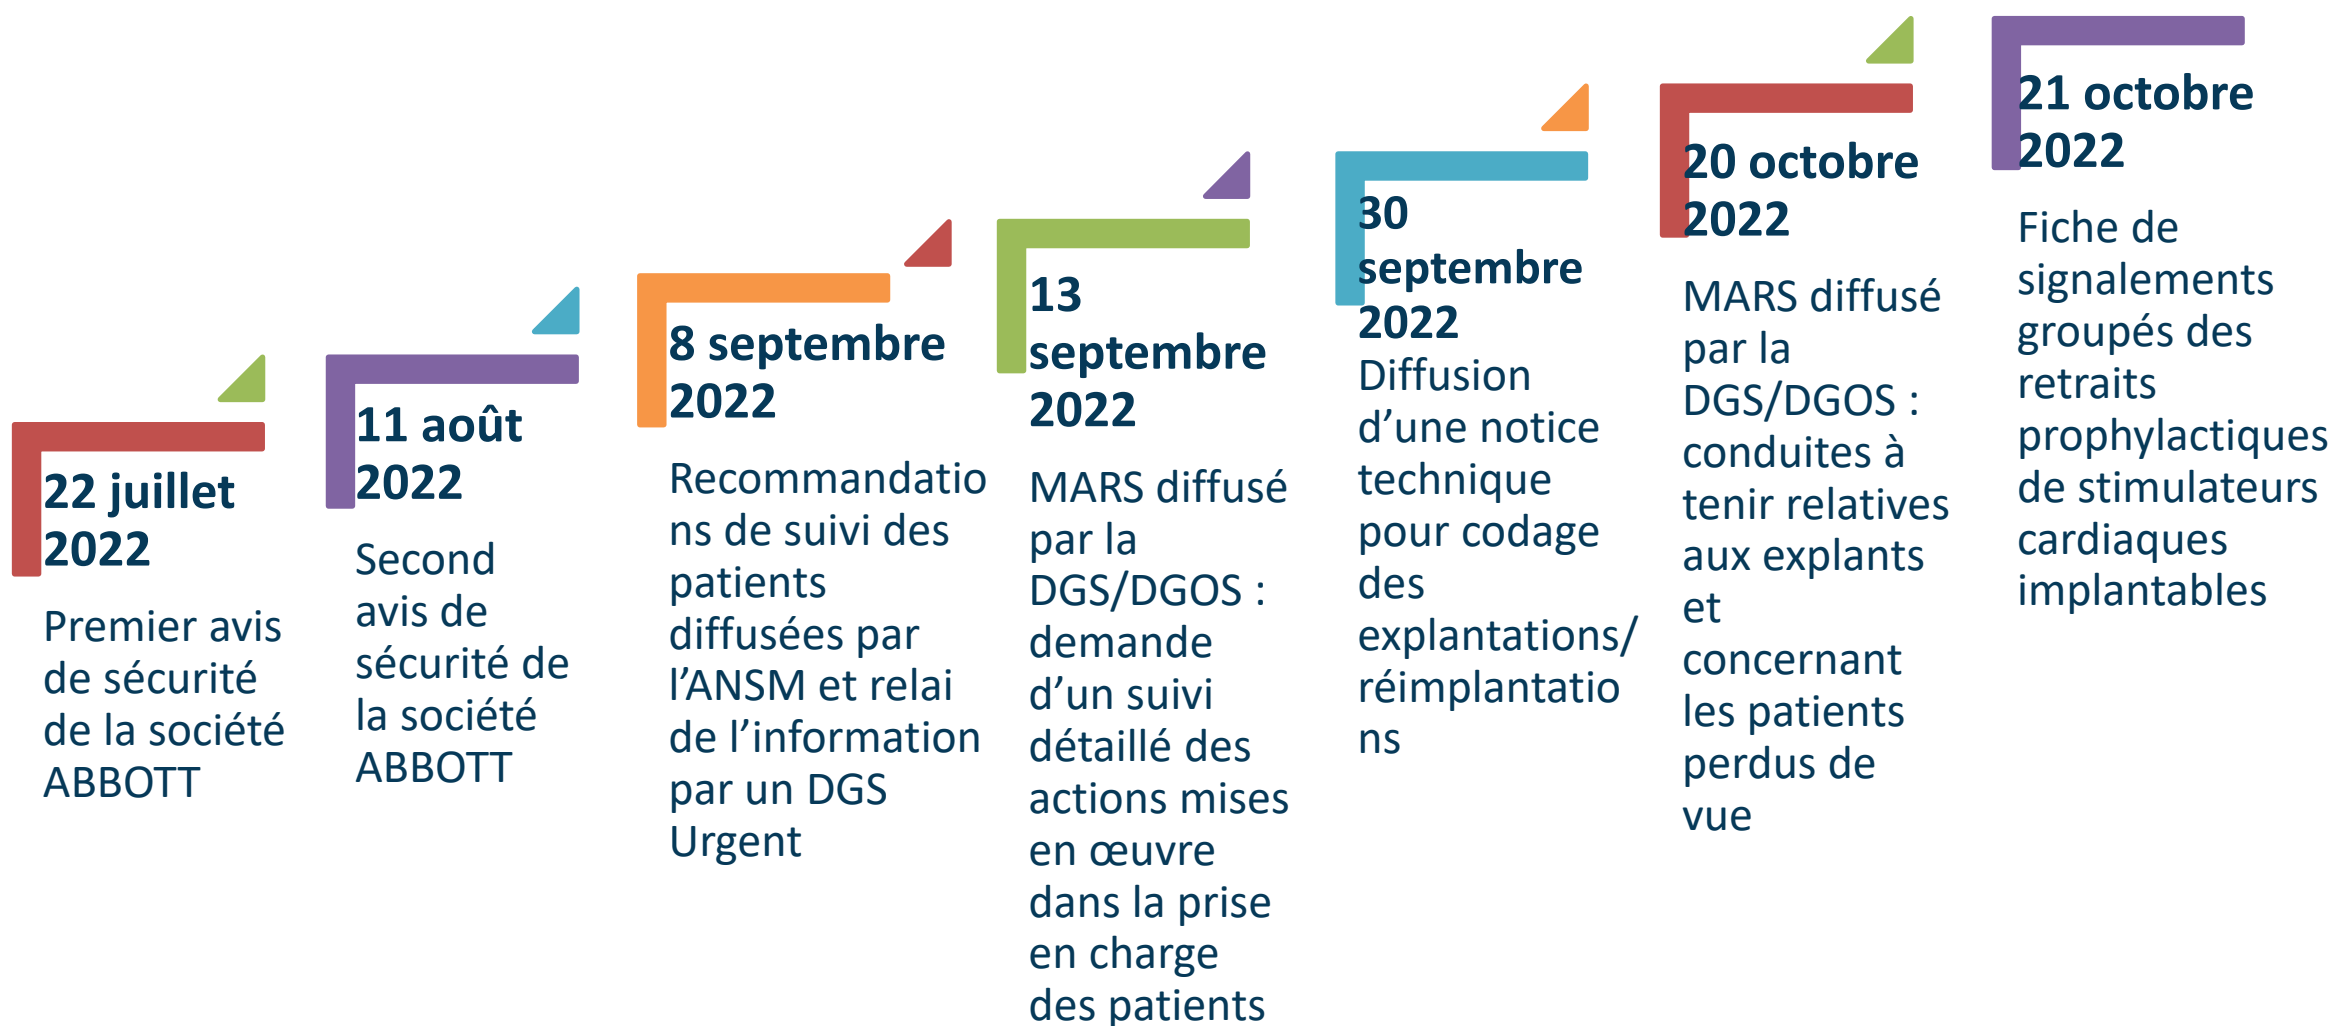 22 juillet
2022
Premier avis
de sécurité
de la société
ABBOTT
11 août
2022
Second
avis de
sécurité de
la société
ABBOTT
8 septembre
2022
Recommandatio
ns de suivi des
patients
diffusées par
l’ANSM et relai
de l’information
par un DGS
Urgent
13
septembre
2022
MARS diffusé
par la
DGS/DGOS :
demande
d’un suivi
détaillé des
actions mises
en œuvre
dans la prise
en charge
des patients
30
septembre
2022
Diffusion
d’une notice
technique
pour codage
des
explantations/
réimplantatio
ns
20 octobre
2022
MARS diffusé
par la
DGS/DGOS :
conduites à
tenir relatives
aux explants
et
concernant
les patients
perdus de
vue
21 octobre
2022
Fiche de
signalements
groupés des
retraits
prophylactiques
de stimulateurs
cardiaques
implantables